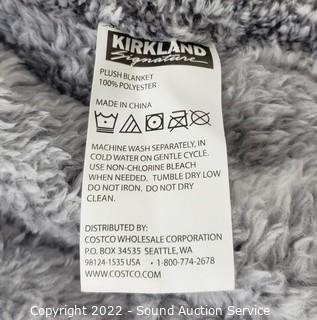 KIRKLAND
Signature
PLUSH BLANKET
100% POLYESTER
MADE IN CHINA
MACHINE WASH SEPARATELY, IN
COLD WATER ON GENTLE CYCLE.
USE NON-CHLORINE BLEACH
WHEN NEEDED. TUMBLE DRY LOW
DO NOT IRON. DO NOT DRY
CLEAN.
DISTRIBUTED BY:
COSTCO WHOLESALE CORPORATION
P.O. BOX 34535 SEATTLE, WA
98124-1535 USA • 1-800-774-2678
WWW.COSTCO.COM
Copyright 2022 - Sound Auction Service